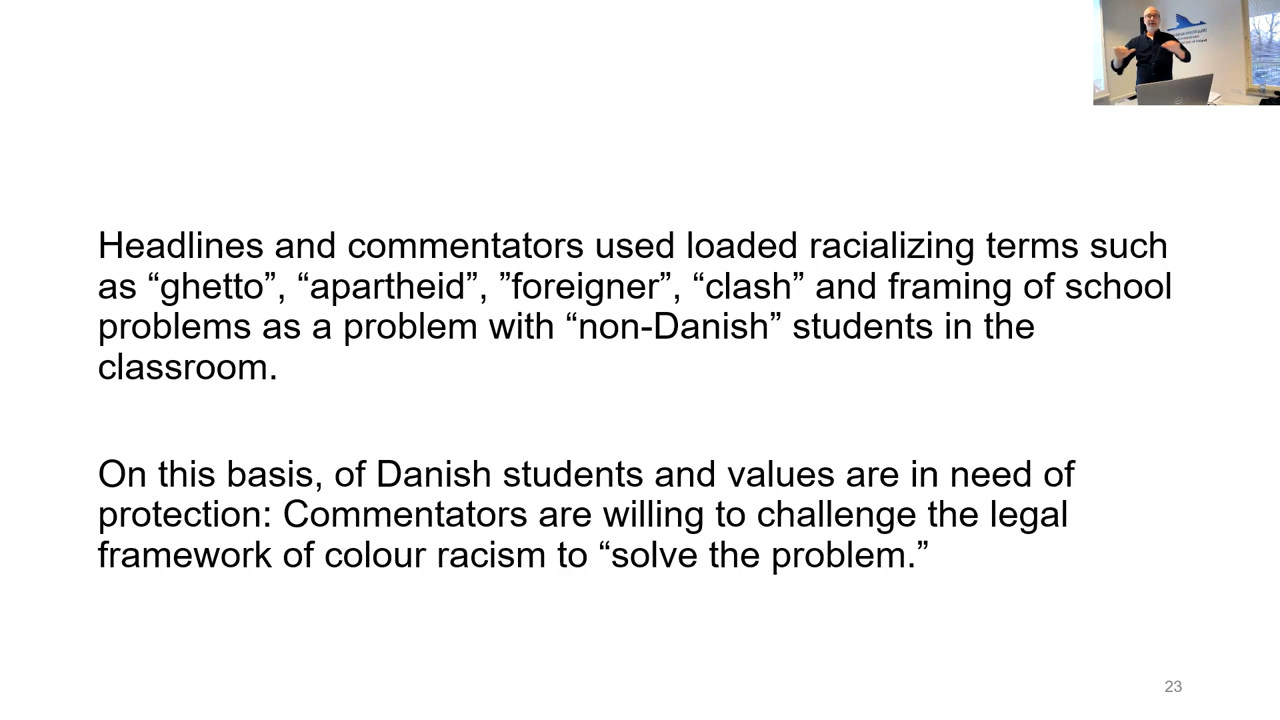 Headlines and commentators used loaded racializing terms such
as “ghetto”, “apartheid”, ”foreigner”, “clash” and framing of school
problems as a problem with “non-Danish” students in the
classroom.
On this basis, of Danish students and values are in need of
protection: Commentators are willing to challenge the legal
framework of colour racism to “solve the problem.”
23